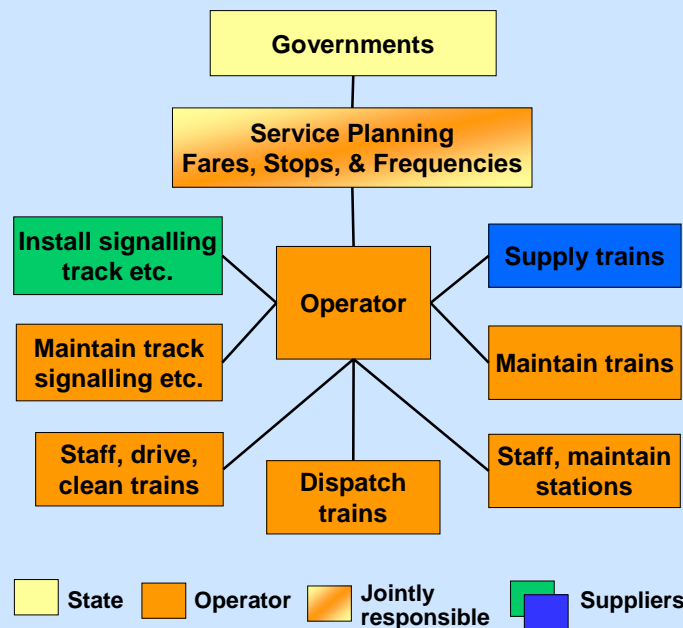 Governments
Service Planning
Fares, Stops, & Frequencies
Install signalling
track etc.
Operator
Supply trains
Maintain track
signalling etc.
Maintain trains
Staff, drive,
clean trains
Dispatch
trains
Staff, maintain
stations
State
Operator
Jointly
responsible
Suppliers